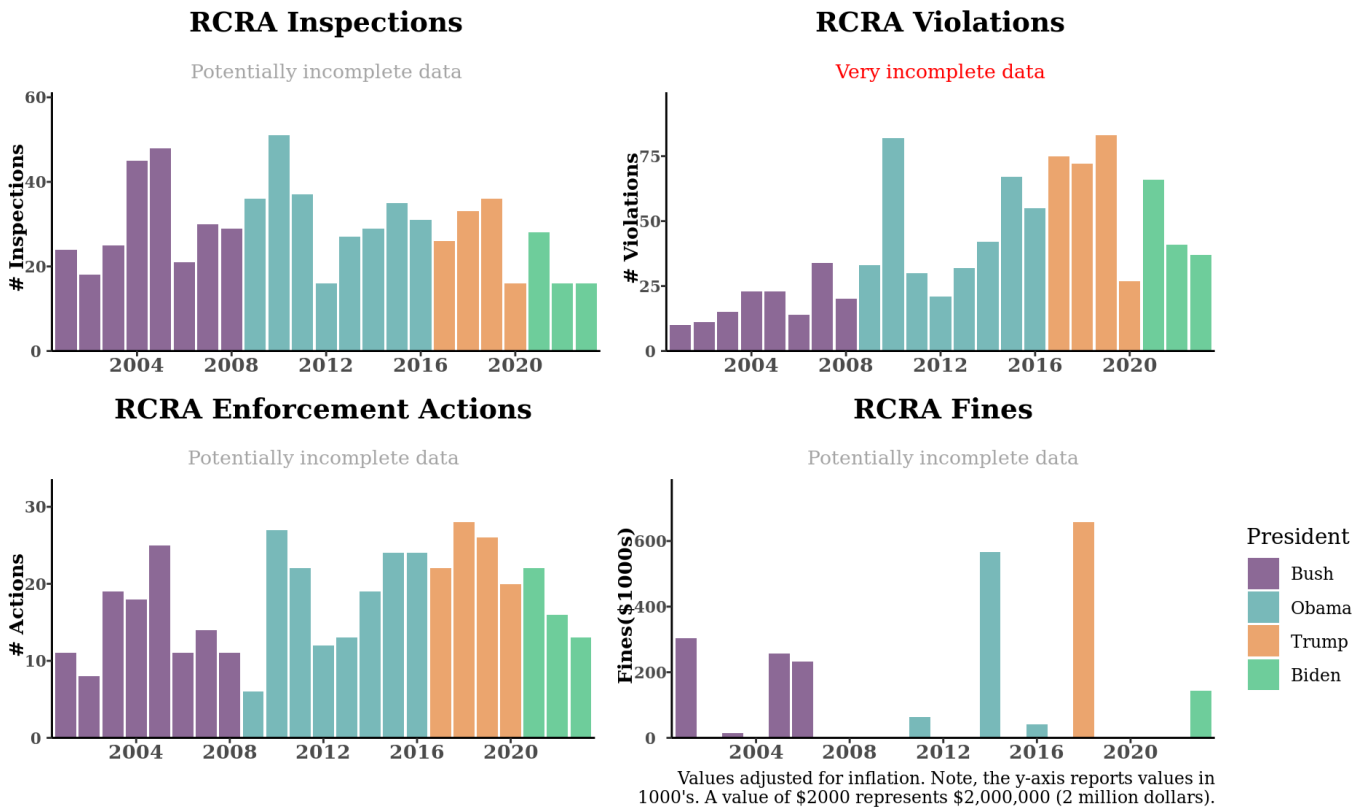 RCRA Inspections
Potentially incomplete data
# Inspections
60
40
20
0
2004 2008 2012 2016 2020
RCRA Violations
Very incomplete data
# Violations
75
50
25
0
2004 2008 2012 2016 2020
RCRA Enforcement Actions
Potentially incomplete data
# Actions
30
20
10
0
2004 2008 2012 2016 2020
RCRA Fines
Potentially incomplete data
Fines($1000s)
600
400
200
0
2004 2008 2012 2016 2020
President
Bush
Obama
Trump
Biden
Values adjusted for inflation. Note, the y-axis reports values in
1000's. A value of $2000 represents $2,000,000 (2 million dollars).